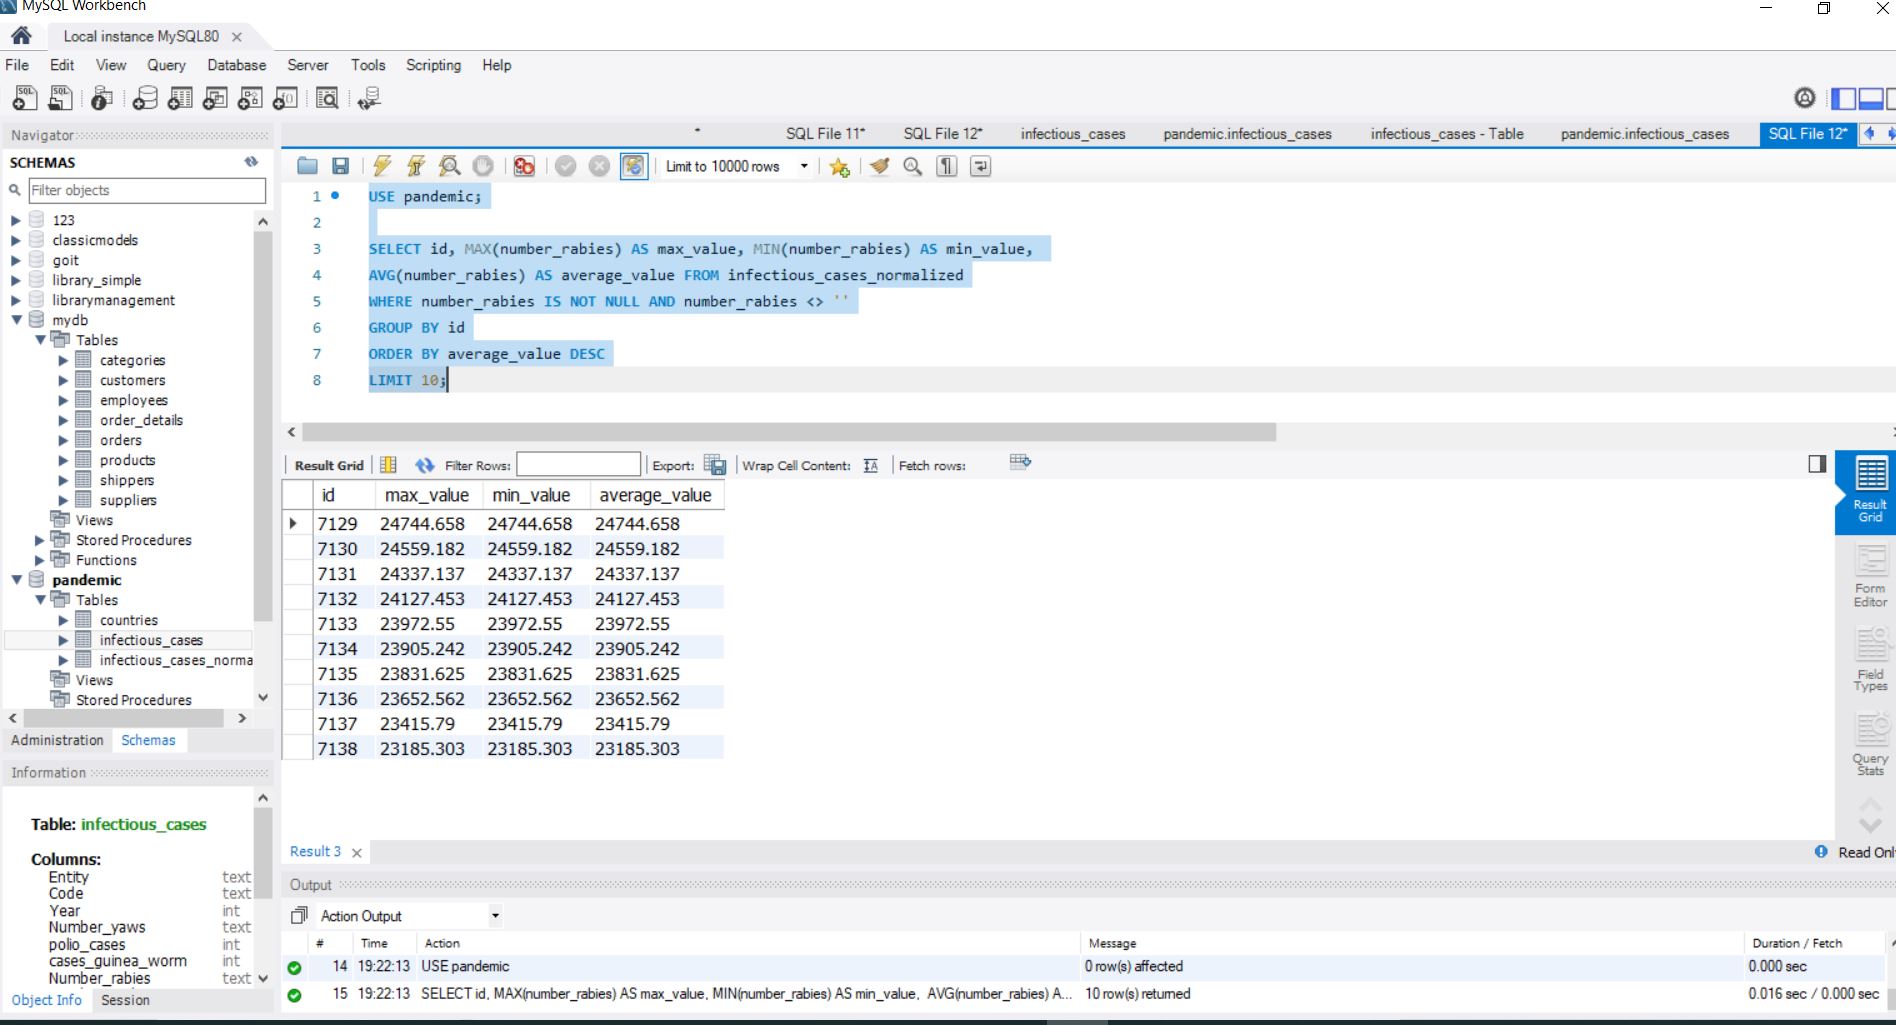 MySQL Workbench
Local instance MySQL80
File Edit View Query Database Server Tools Scripting Help
Navigator
SCHEMAS
Filter objects
123
classicmodels
goit
library_simple
librarymanagement
mydb
Tables
categories
customers
employees
order_details
orders
products
shippers
suppliers
Views
Stored Procedures
Functions
pandemic
Tables
countries
infectious_cases
infectious_cases_norma
Views
Stored Procedures
Administration Schemas
Information
Table: infectious_cases
Columns:
Entity text
Code text
Year int
Number_yaws text
polio_cases int
cases_guinea_worm int
Number_rabies text
Object Info Session
* SQL File 11* SQL File 12* infectious_cases pandemic.infectious_cases infectious_cases - Table pandemic.infectious_cases SQL File 12*
Limit to 10000 rows
1 USE pandemic;
2
3 SELECT id, MAX(number_rabies) AS max_value, MIN(number_rabies) AS min_value,
4 AVG(number_rabies) AS average_value FROM infectious_cases_normalized
5 WHERE number_rabies IS NOT NULL AND number_rabies <> ''
6 GROUP BY id
7 ORDER BY average_value DESC
8 LIMIT 10;
Result Grid Filter Rows: Export: Wrap Cell Content: Fetch rows:
id max_value min_value average_value
7129 24744.658 24744.658 24744.658
7130 24559.182 24559.182 24559.182
7131 24337.137 24337.137 24337.137
7132 24127.453 24127.453 24127.453
7133 23972.55 23972.55 23972.55
7134 23905.242 23905.242 23905.242
7135 23831.625 23831.625 23831.625
7136 23652.562 23652.562 23652.562
7137 23415.79 23415.79 23415.79
7138 23185.303 23185.303 23185.303
Result
Grid
Form
Editor
Field
Types
Query
Stats
Result 3
Read Onl
Output
Action Output
# Time Action Message Duration / Fetch
14 19:22:13 USE pandemic 0 row(s) affected 0.000 sec
15 19:22:13 SELECT id, MAX(number_rabies) AS max_value, MIN(number_rabies) AS min_value, AVG(number_rabies) A... 10 row(s) returned 0.016 sec / 0.000 sec